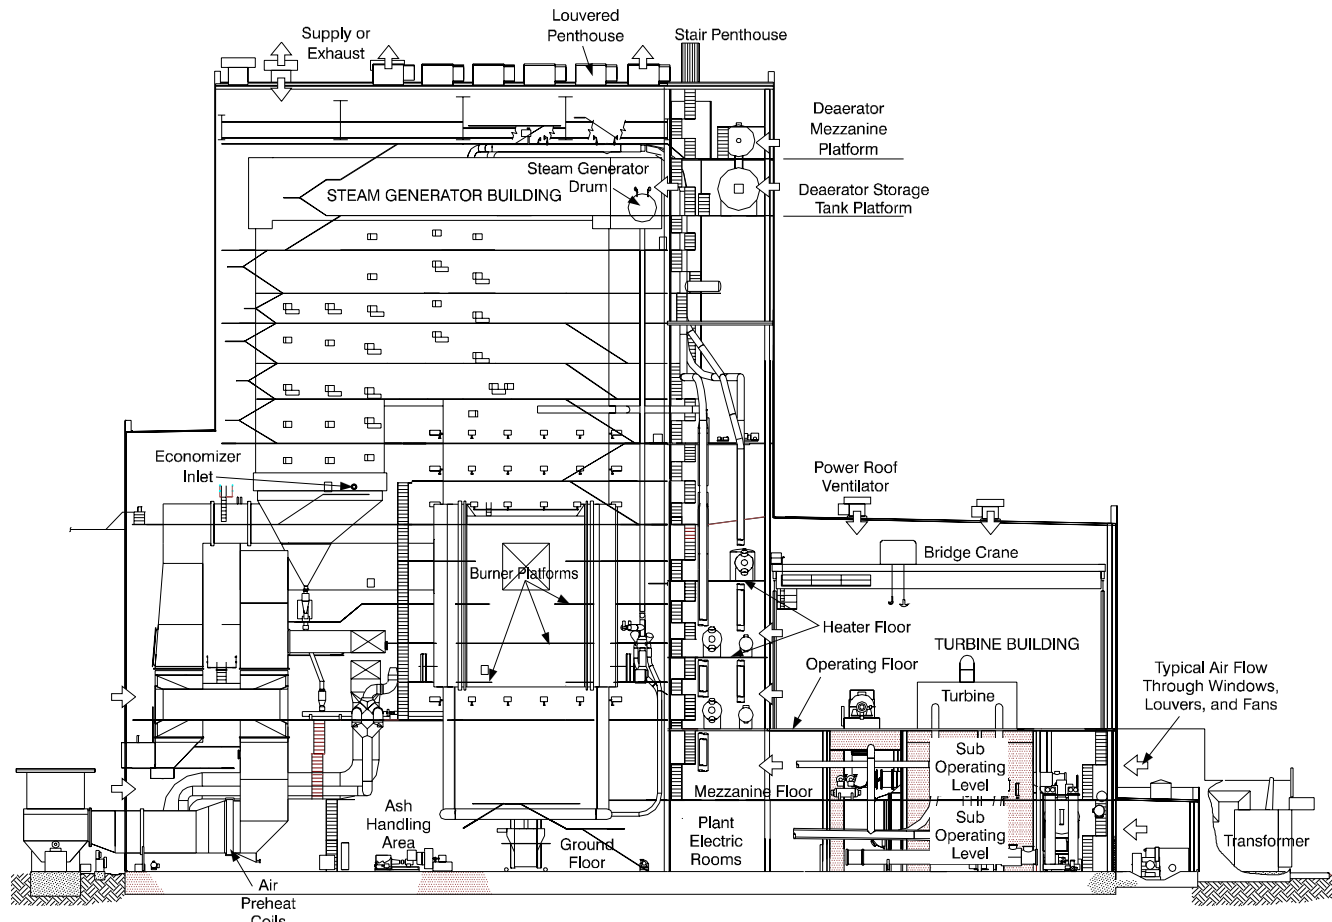 Louvered
Penthouse
Supply or
Exhaust
Stair Penthouse
Deaerator
Mezzanine
Platform
Steam Generator
Drum
STEAM GENERATOR BUILDING
Deaerator Storage
Tank Platform
Economizer
Inlet
Power Roof
Ventilator
Bridge Crane
Burner Platforms
Heater Floor
TURBINE BUILDING
Operating Floor
Turbine
Typical Air Flow
Through Windows,
Louvers, and Fans
Sub
Operating
Level
Mezzanine Floor
Ash
Handling
Area
Ground
Floor
Plant
Electric
Rooms
Sub
Operating
Level
Transformer
Air
Preheat
Coils